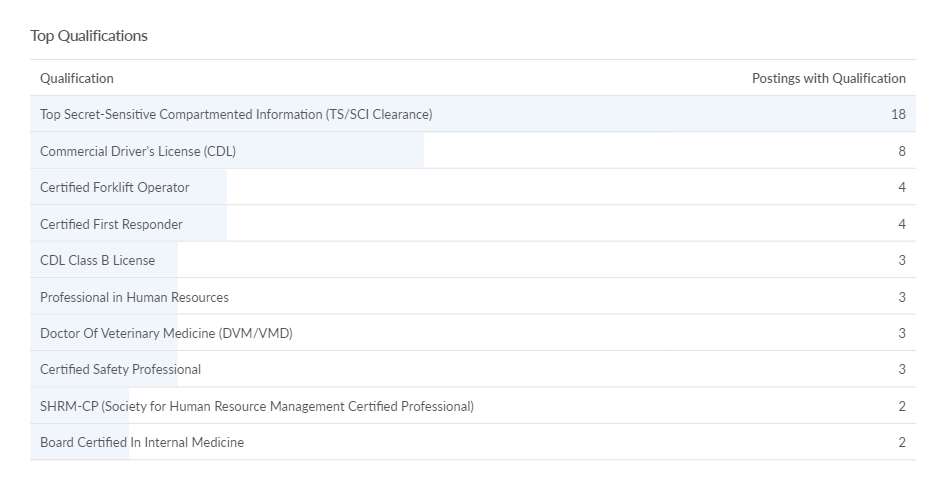 Top Qualifications
Qualification Postings with Qualification
Top Secret-Sensitive Compartmented Information (TS/SCI Clearance) 18
Commercial Driver's License (CDL) 8
Certified Forklift Operator 4
Certified First Responder 4
CDL Class B License 3
Professional in Human Resources 3
Doctor Of Veterinary Medicine (DVM/VMD) 3
Certified Safety Professional 3
SHRM-CP (Society for Human Resource Management Certified Professional) 2
Board Certified In Internal Medicine 2